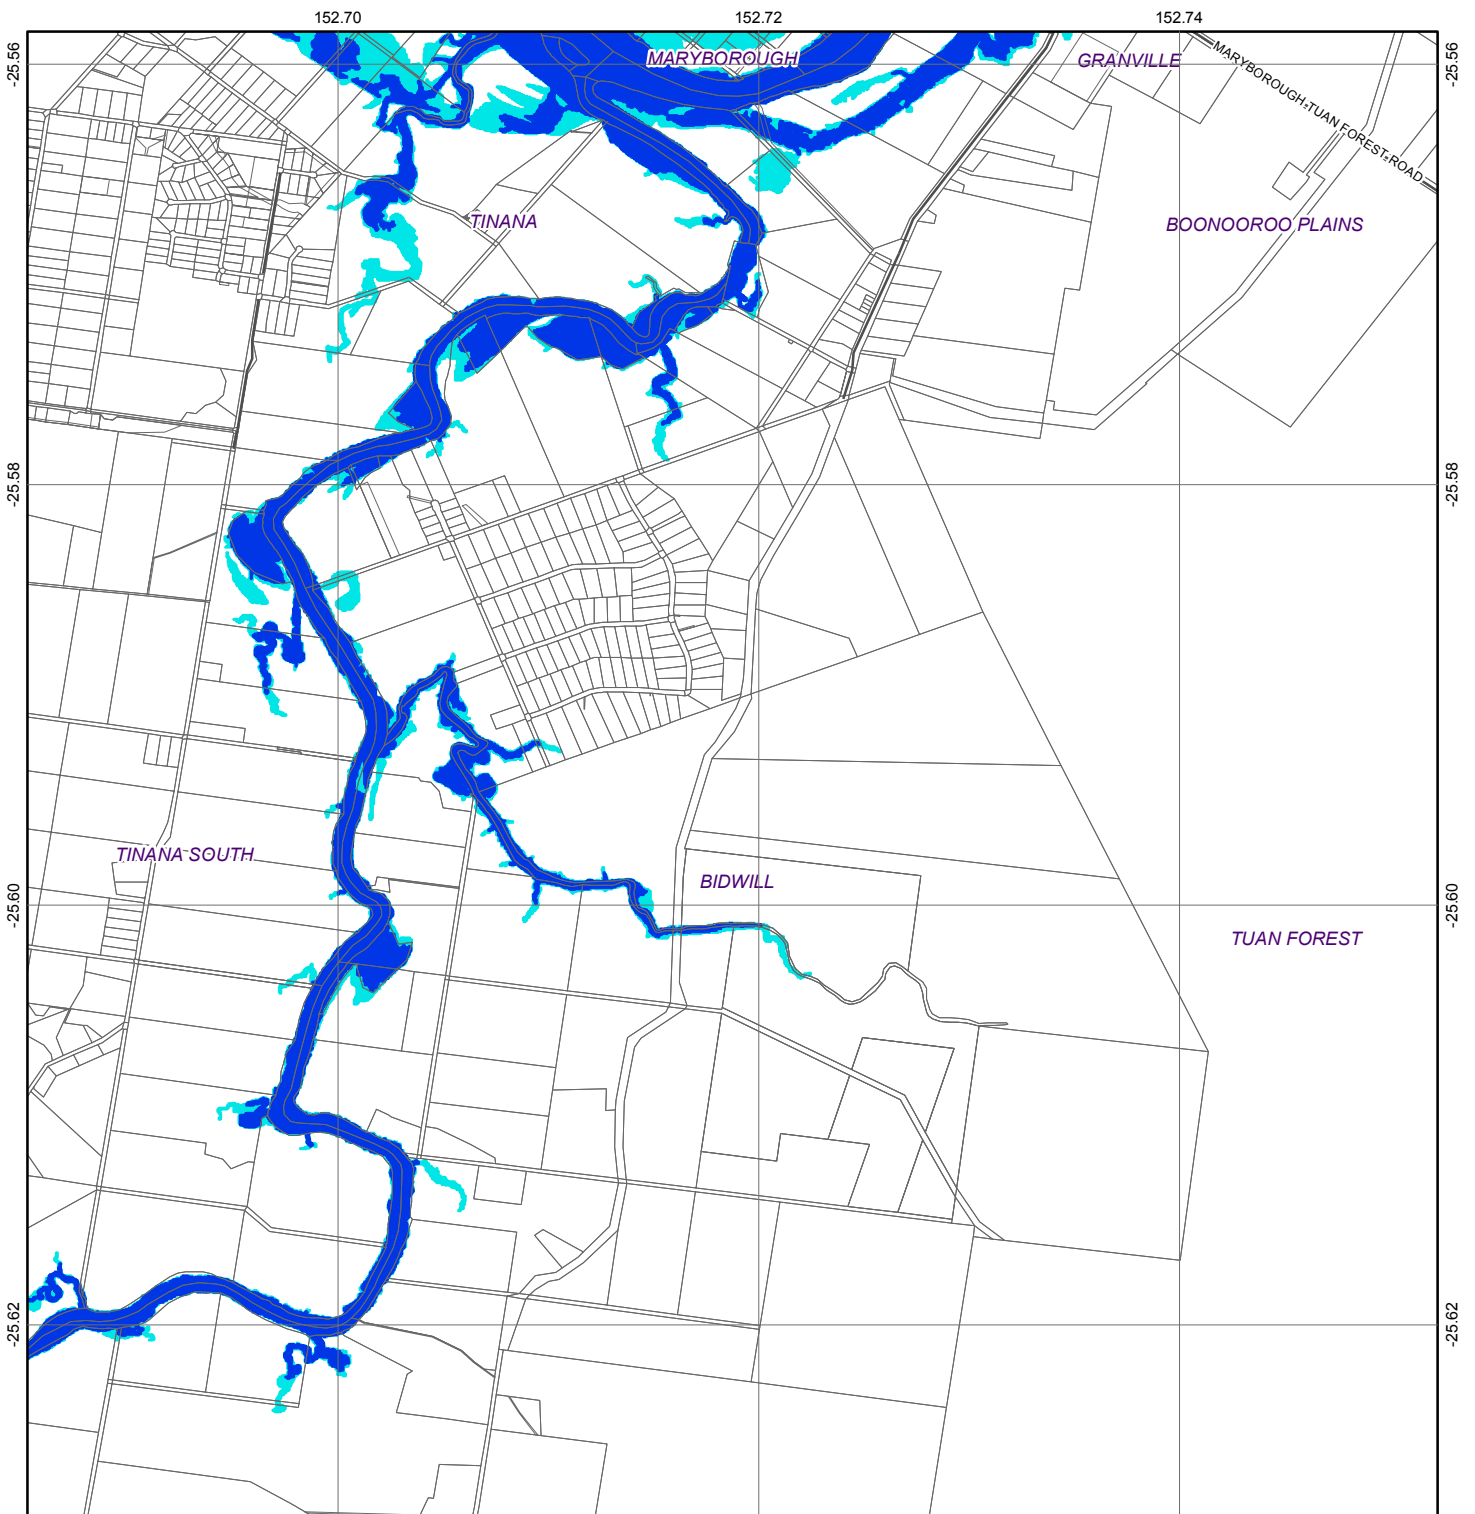 152.70
152.72
152.74
-25.56
-25.56
MARYBOROUGH
GRANVILLE
MARYBOROUGH-TUAN FOREST ROAD
TINANA
BOONOOROO PLAINS
-25.58
-25.58
TINANA SOUTH
BIDWILL
-25.60
-25.60
TUAN FOREST
-25.62
-25.62